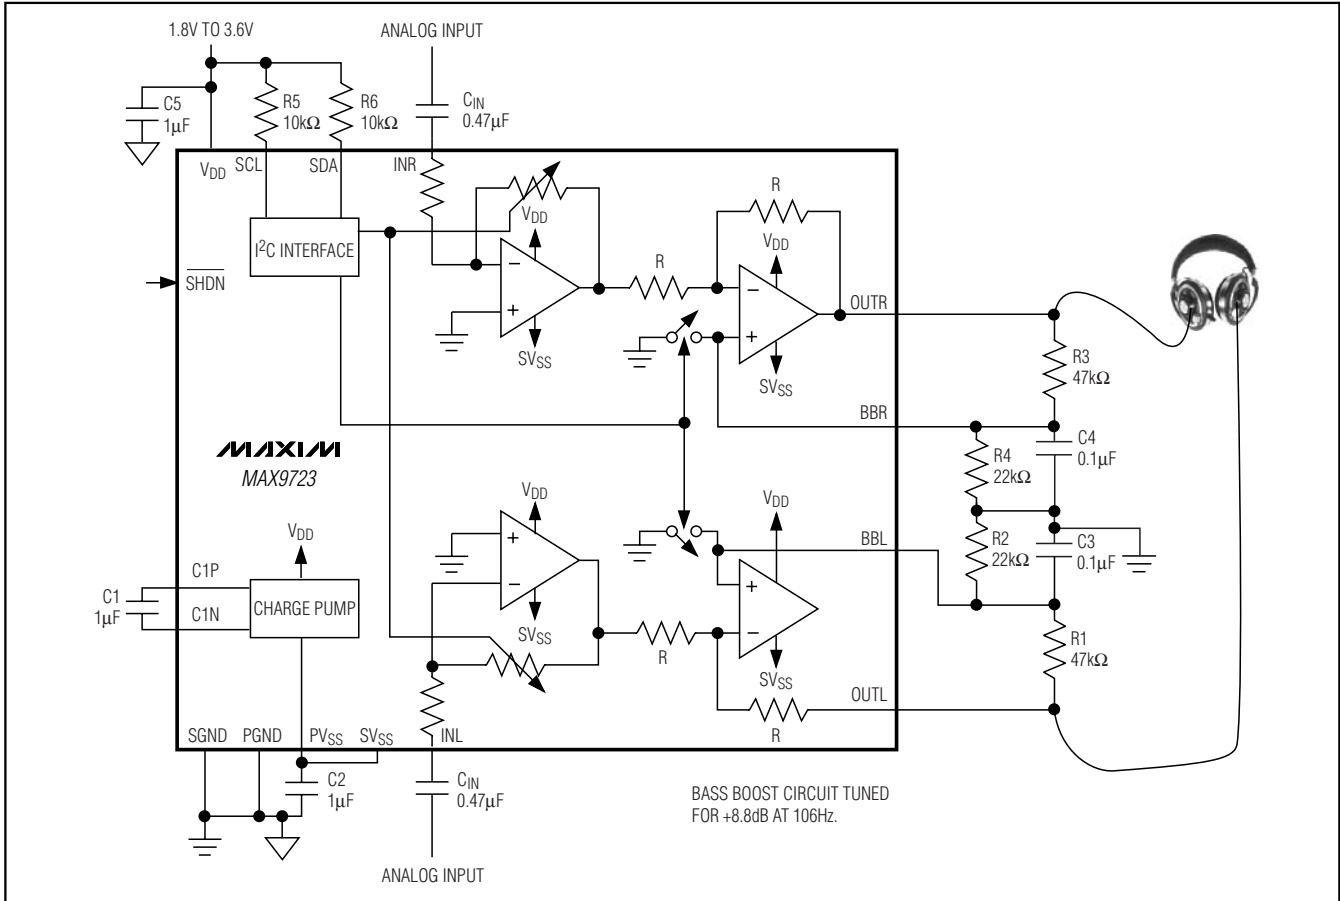 1.8V TO 3.6V
ANALOG INPUT
C5
1µF
R5
10kΩ
R6
10kΩ
CIN
0.47µF
VDD
SCL
SDA
INR
I2C INTERFACE
SHDN
VDD
SVSS
R
R
VDD
SVSS
OUTR
R3
47kΩ
BBR
R4
22kΩ
C4
0.1µF
MAXIM
MAX9723
VDD
C1P
C1
1µF
C1N
CHARGE PUMP
VDD
SVSS
R
VDD
SVSS
R
BBL
R2
22kΩ
C3
0.1µF
R1
47kΩ
OUTL
SGND
PGND
PVSS
SVSS
INL
C2
1µF
CIN
0.47µF
BASS BOOST CIRCUIT TUNED
FOR +8.8dB AT 106Hz.
ANALOG INPUT